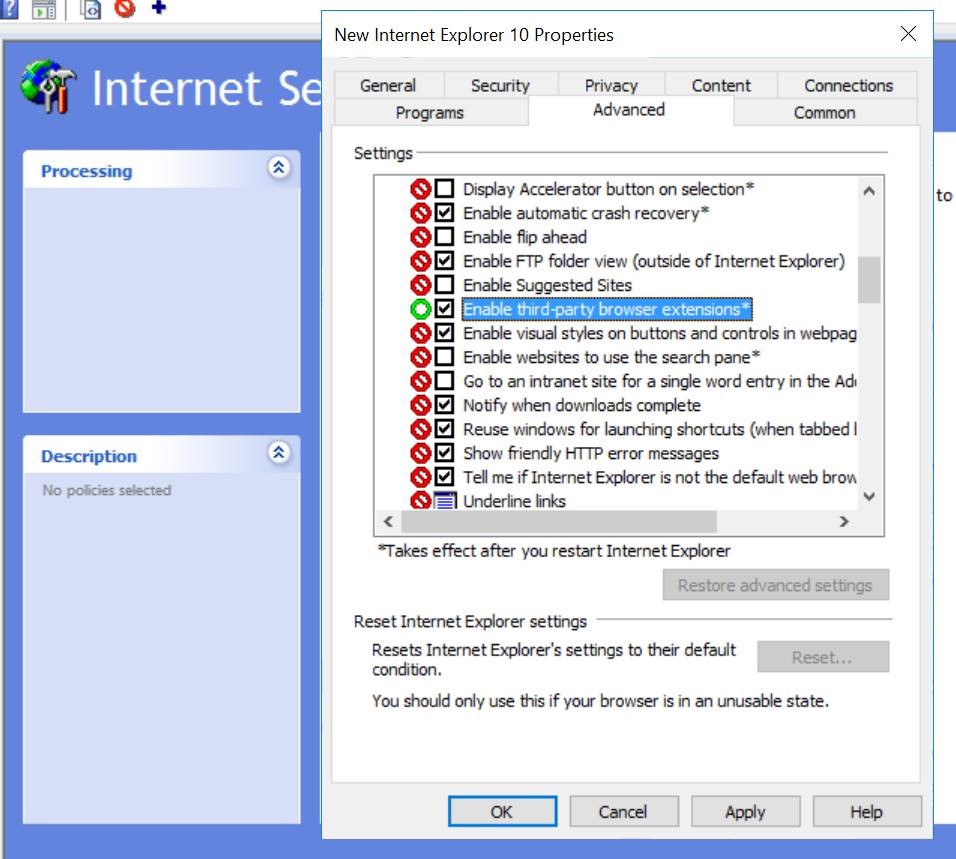 New Internet Explorer 10 Properties
Internet Se
General Security Privacy Content Connections
Programs Advanced Common
Processing
to
Settings
Display Accelerator button on selection*
Enable automatic crash recovery*
Enable flip ahead
Enable FTP folder view (outside of Internet Explorer)
Enable Suggested Sites
Enable third-party browser extensions*
Enable visual styles on buttons and controls in webpag
Enable websites to use the search pane*
Go to an intranet site for a single word entry in the Ad
Notify when downloads complete
Reuse windows for launching shortcuts (when tabbed
Show friendly HTTP error messages
Tell me if Internet Explorer is not the default web brow
Underline links
Description
No policies selected
*Takes effect after you restart Internet Explorer
Restore advanced settings
Reset Internet Explorer settings
Resets Internet Explorer's settings to their default
condition.
Reset...
You should only use this if your browser is in an unusable state.
OK Cancel Apply Help